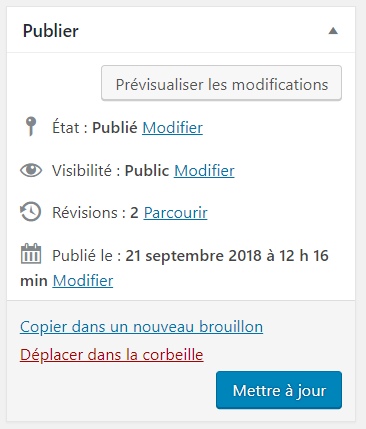 Publier
Prévisualiser les modifications
État : Publié Modifier
Visibilité : Public Modifier
Révisions : 2 Parcourir
Publié le : 21 septembre 2018 à 12 h 16
min Modifier
Copier dans un nouveau brouillon
Déplacer dans la corbeille
Mettre à jour